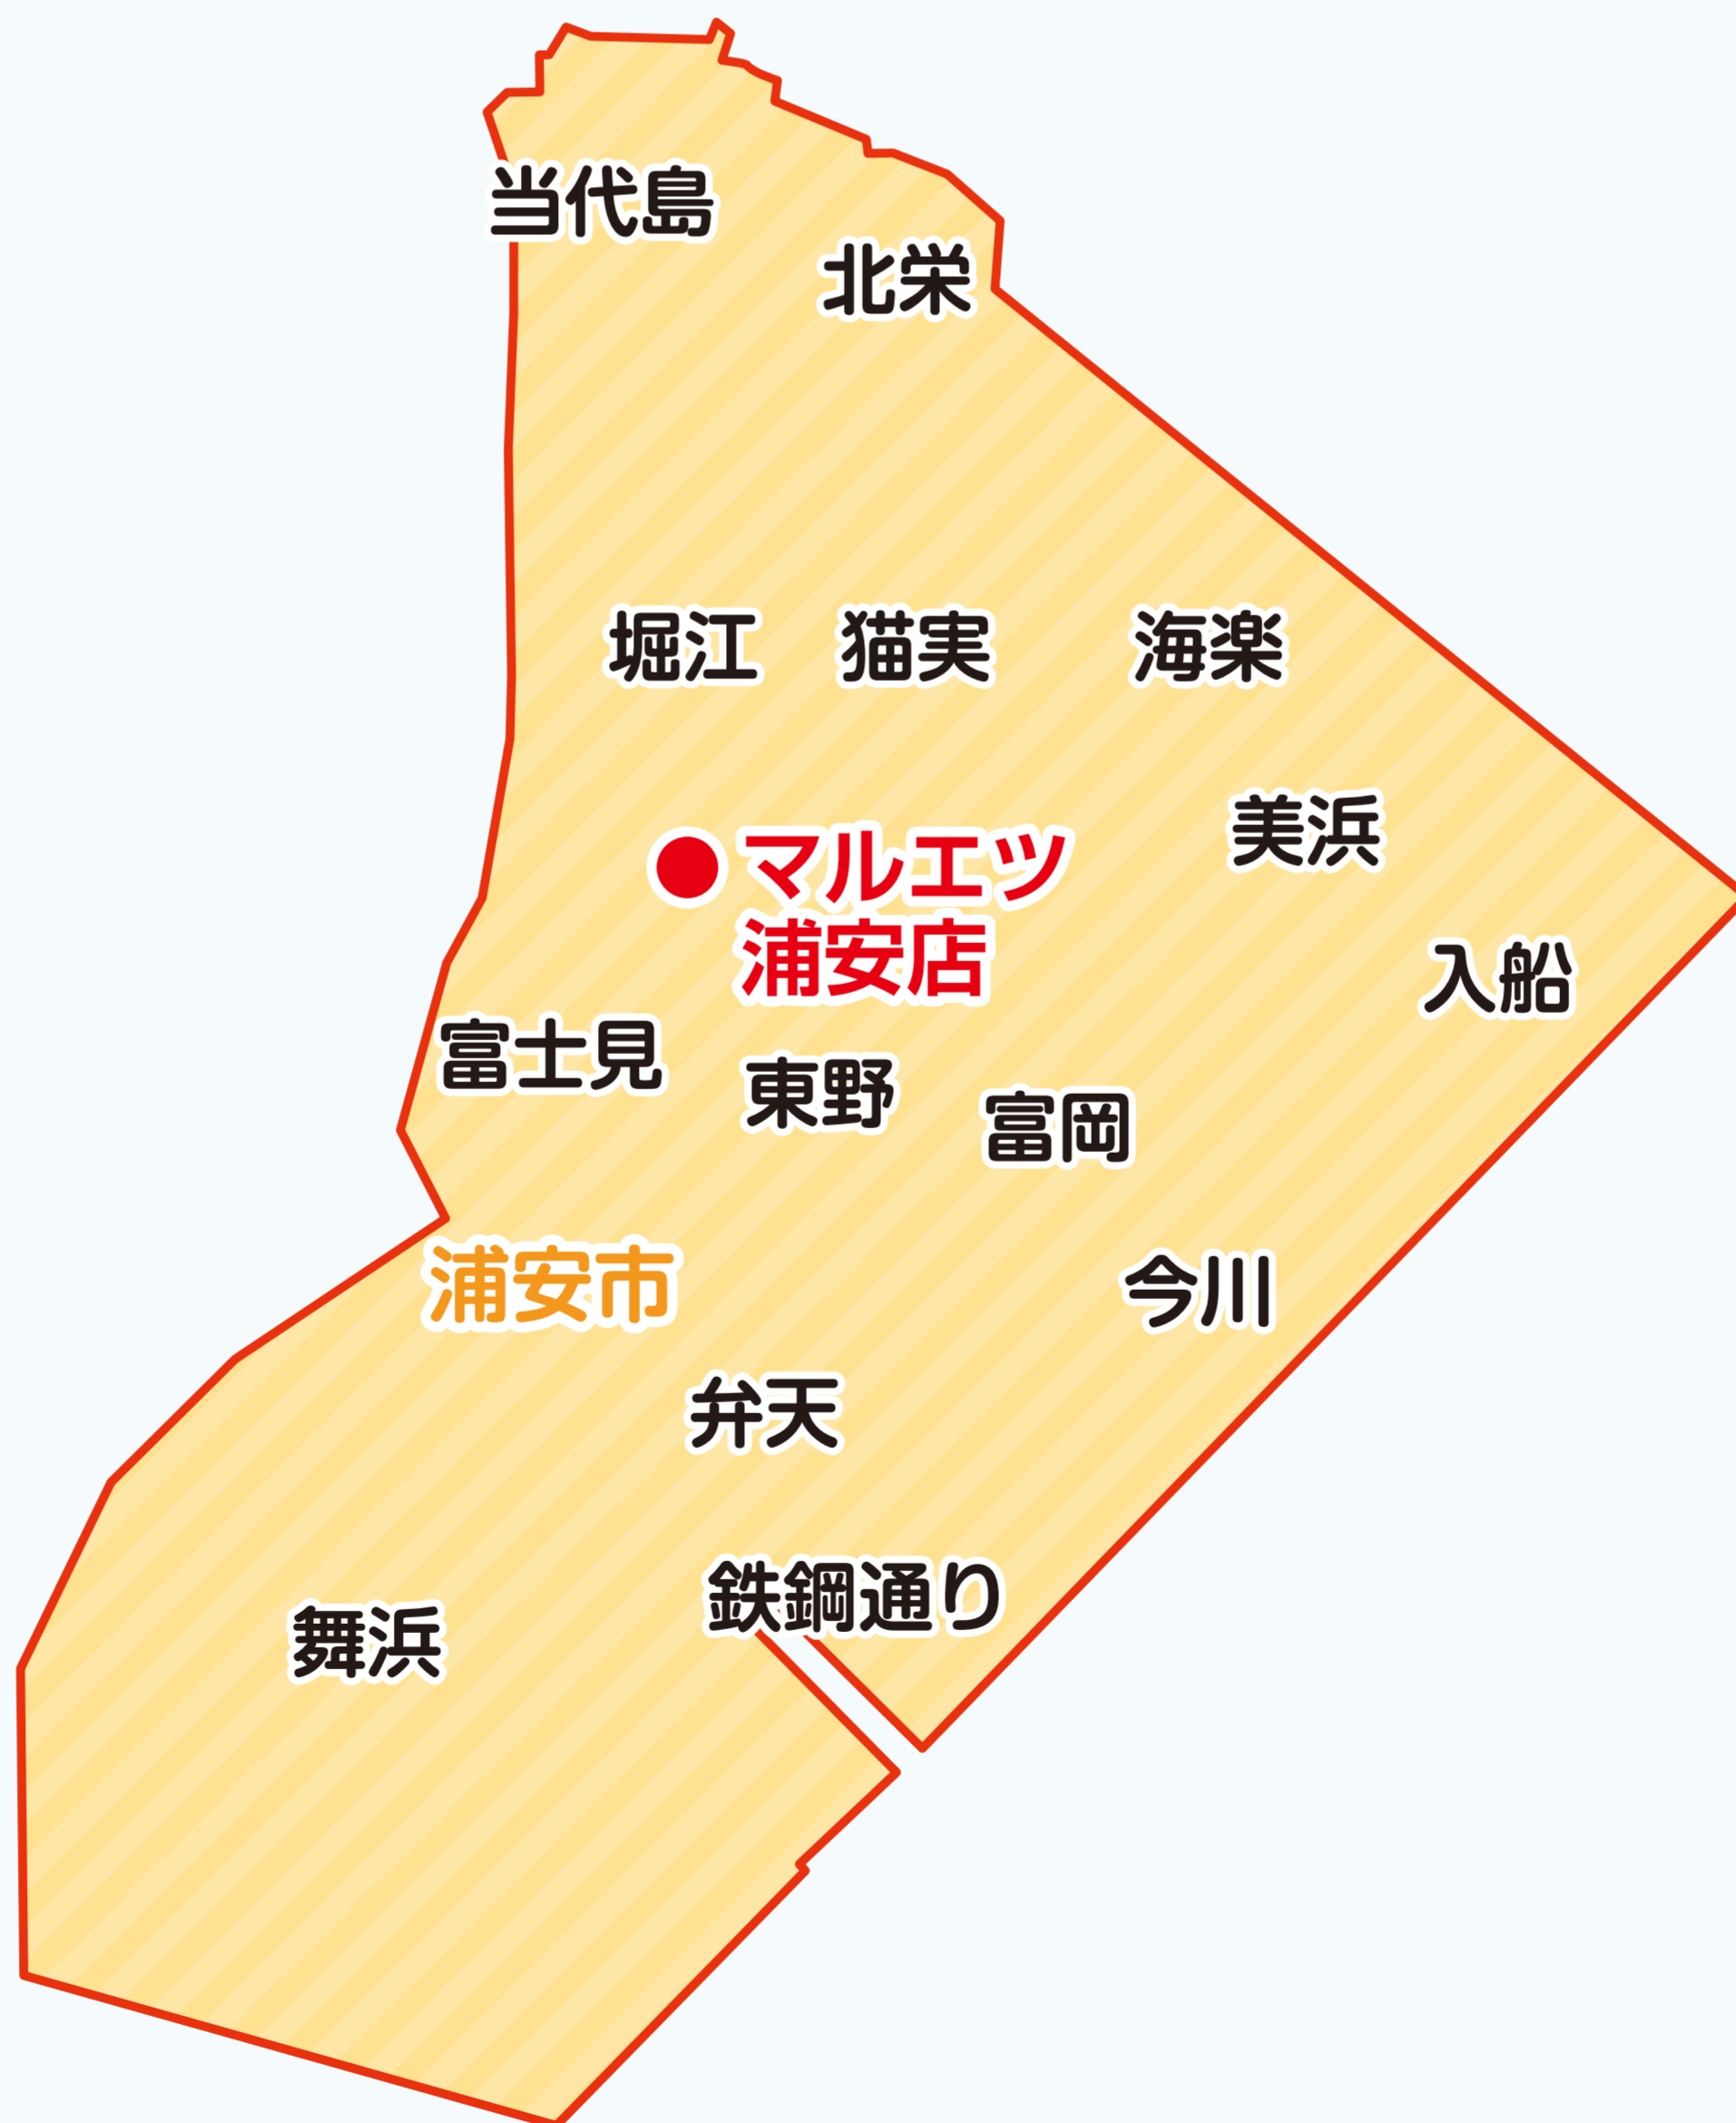 当代島
北栄
堀江
猫実
海楽
美浜
マルエツ
浦安店
入船
富士見
東野
富岡
浦安市
今川
弁天
鉄鋼通り
舞浜